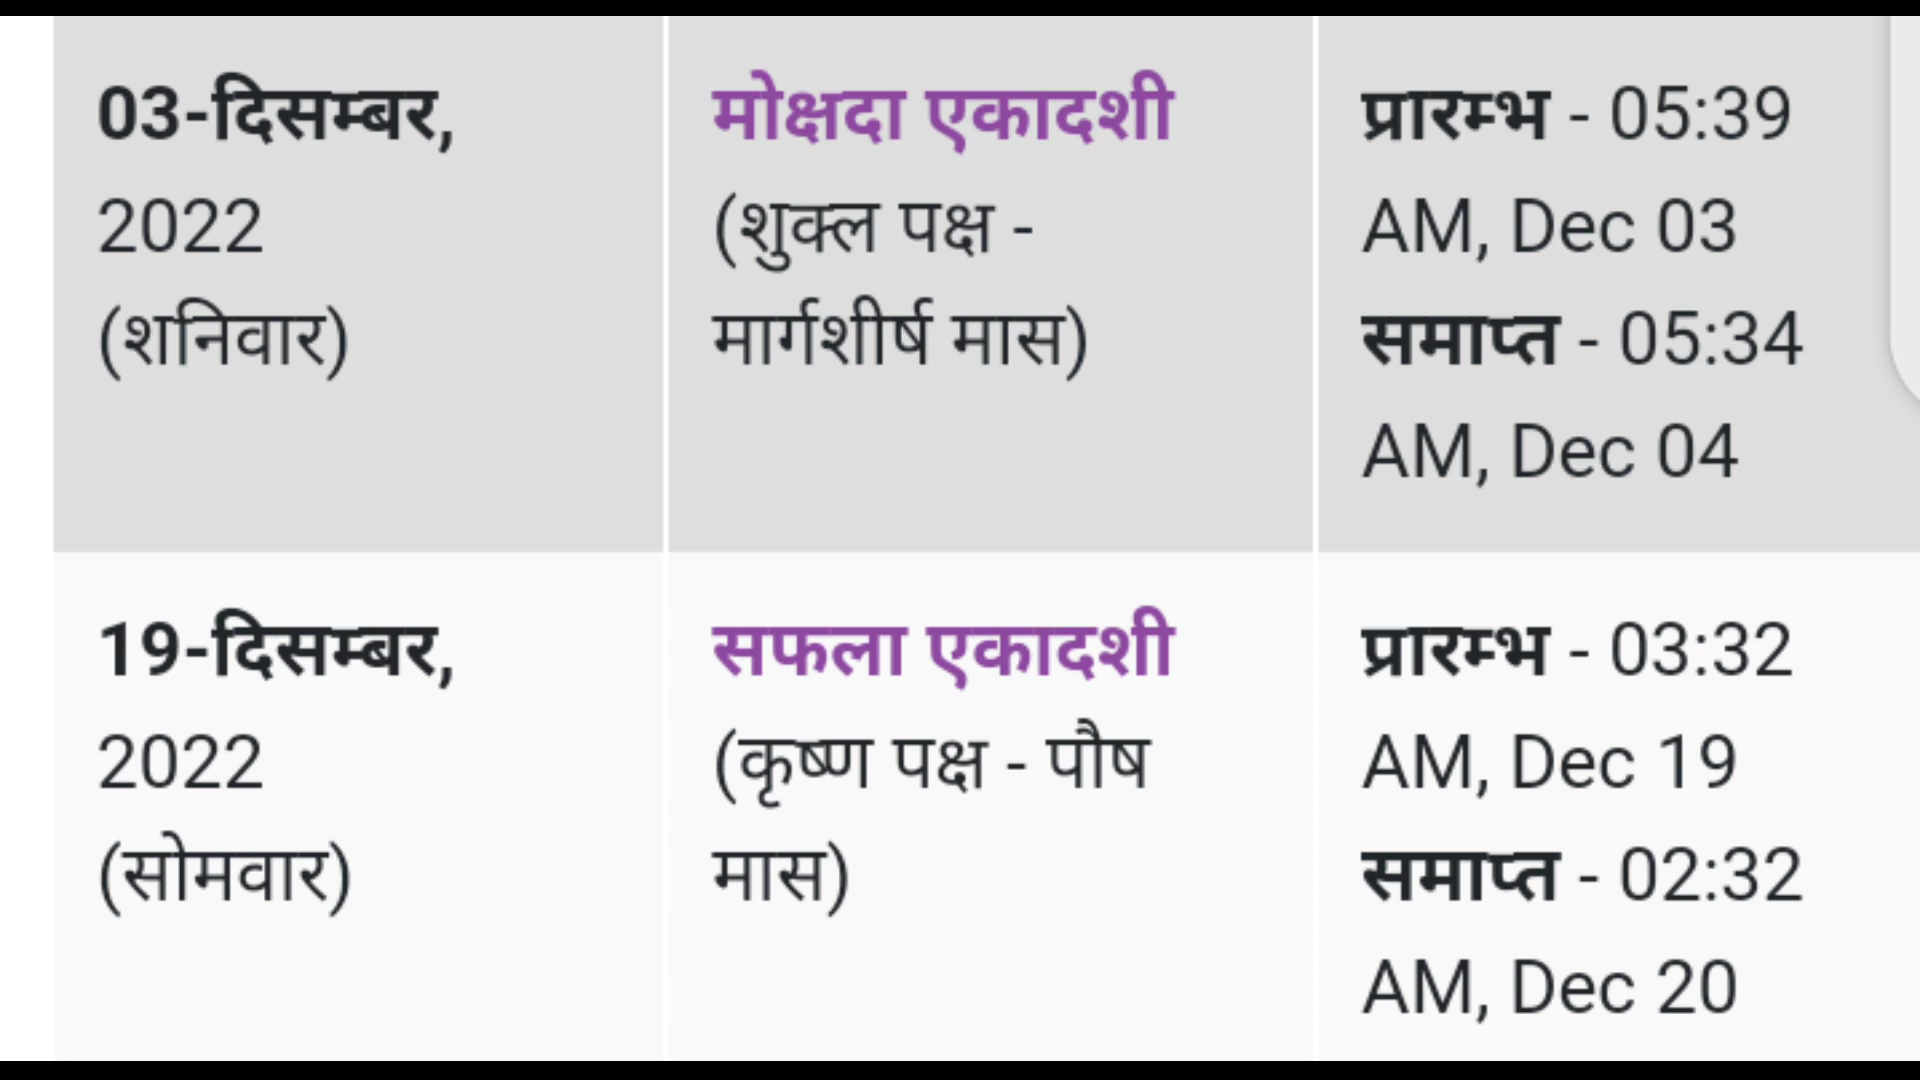 03-दिसम्बर,
2022
(शनिवार)
मोक्षदा एकादशी
(शुक्ल पक्ष -
मार्गशीर्ष मास)
प्रारम्भ - 05:39
AM, Dec 03
समाप्त - 05:34
AM, Dec 04
19-दिसम्बर,
2022
(सोमवार)
सफला एकादशी
(कृष्ण पक्ष - पौष
मास)
प्रारम्भ - 03:32
AM, Dec 19
समाप्त - 02:32
AM, Dec 20